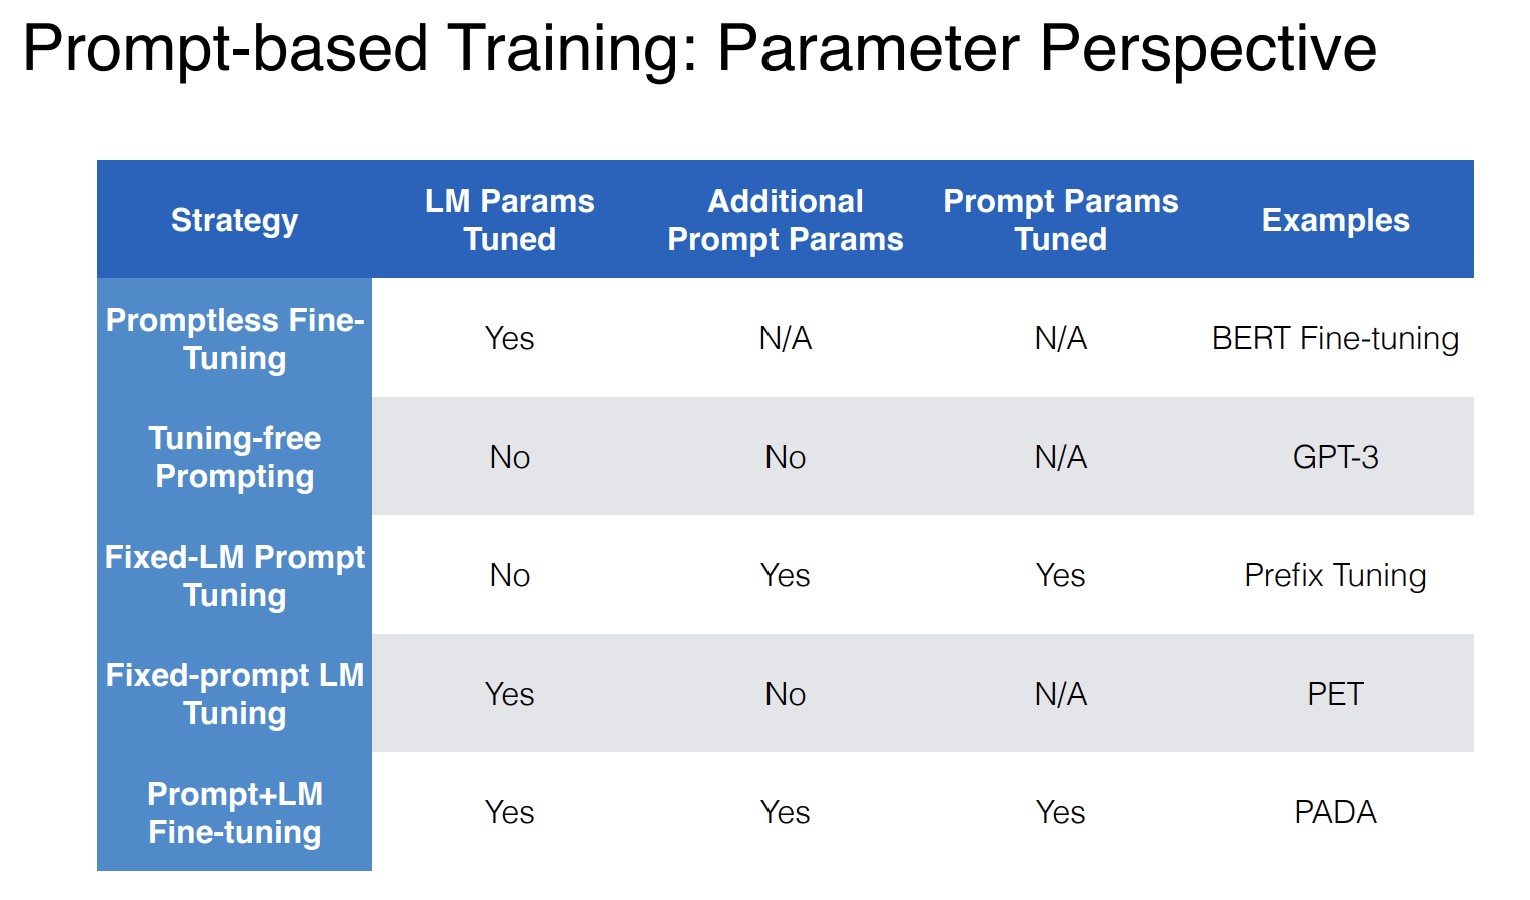 Prompt-based Training: Parameter Perspective
Strategy
LM Params
Tuned
Additional
Prompt Params
Prompt Params
Tuned
Examples
Promptless Fine-
Tuning
Yes
N/A
N/A
BERT Fine-tuning
Tuning-free
Prompting
No
No
N/A
GPT-3
Fixed-LM Prompt
Tuning
No
Yes
Yes
Prefix Tuning
Fixed-prompt LM
Tuning
Yes
No
N/A
PET
Prompt+LM
Fine-tuning
Yes
Yes
Yes
PADA